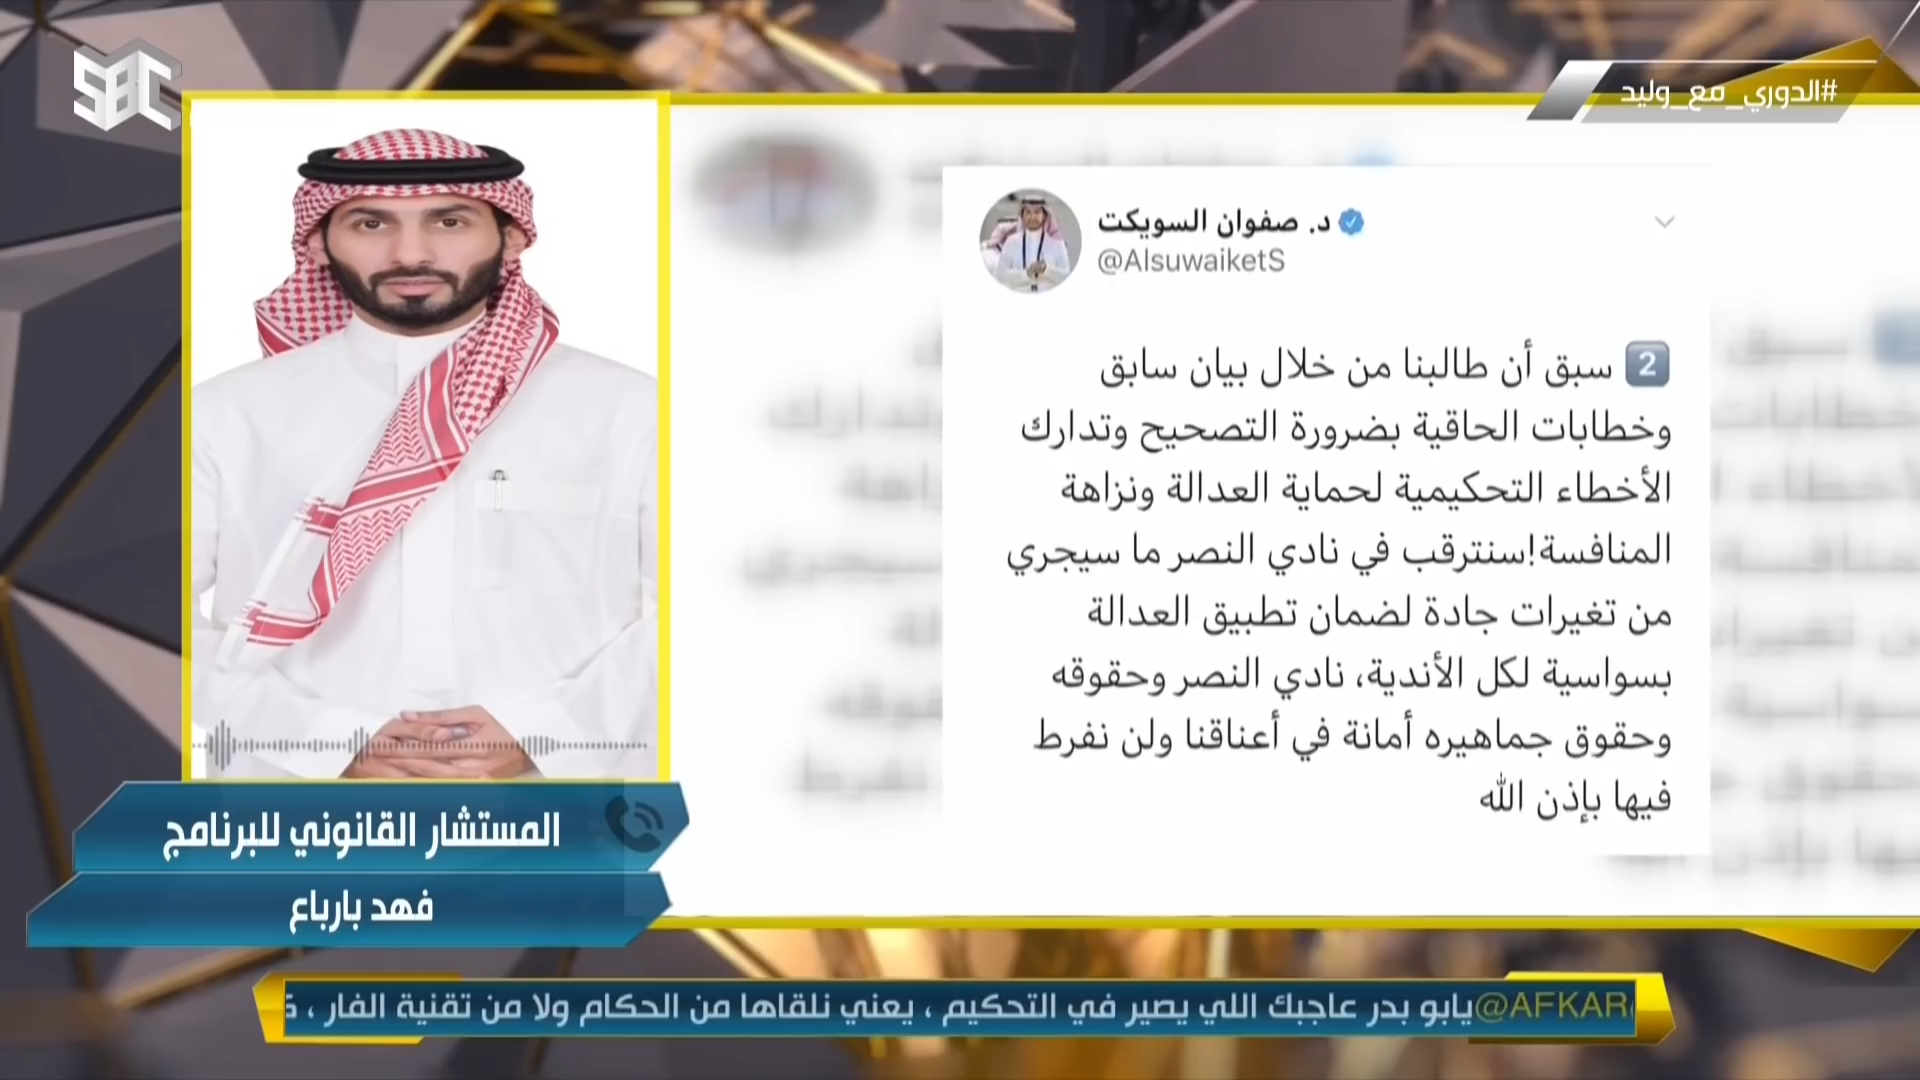 SBC
#الدوري_مع_وليد
د. صفوان السويكت
@AlsuwaiketS
2 سبق أن طالبنا من خلال بيان سابق
وخطابات الحاقية بضرورة التصحيح وتدارك
الأخطاء التحكيمية لحماية العدالة ونزاهة
المنافسة!سنترقب في نادي النصر ما سيجري
من تغيرات جادة لضمان تطبيق العدالة
بسواسية لكل الأندية، نادي النصر وحقوقه
وحقوق جماهيره أمانة في أعناقنا ولن نفرط
فيها بإذن الله
المستشار القانوني للبرنامج
فهد بارباع
@AFKAR يابو بدر عاجبك اللي يصير في التحكيم ، يعني نلقاها من الحكام ولا من تقنية الفار ،